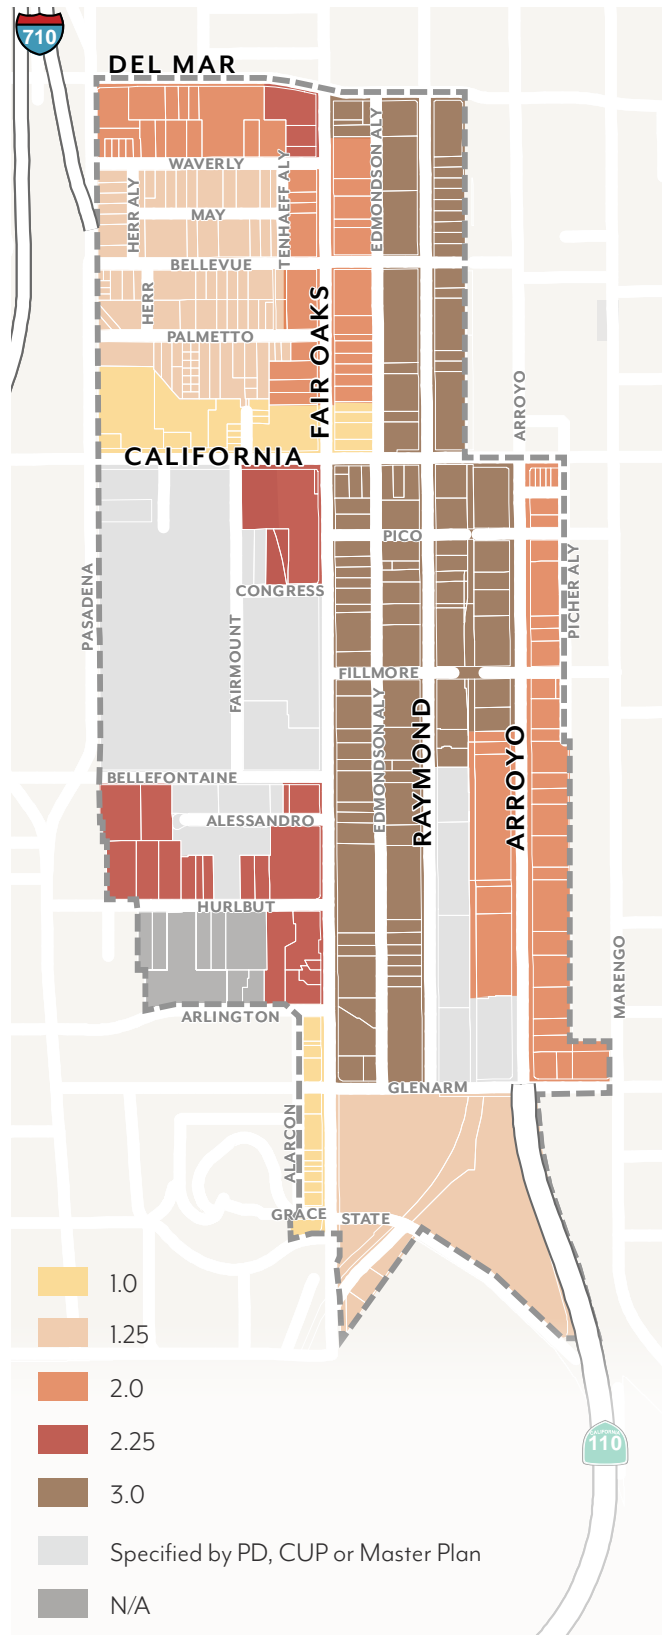 710
DEL MAR
WAVERLY
HERR ALY
TENHAEFF ALY
EDMONDSON ALY
MAY
BELLEVUE
HERR
FAIR OAKS
PALMETTO
ARROYO
CALIFORNIA
PICO
PASADENA
CONGRESS
PICHER ALY
FAIRMOUNT
FILLMORE
EDMONDSON ALY
RAYMOND
ARROYO
BELLEFONTAINE
ALESSANDRO
HURLBUT
MARENGO
ARLINGTON
GLENARM
ALARCON
GRACE
STATE
1.0
1.25
2.0
2.25
CALIFORNIA
110
3.0
Specified by PD, CUP or Master Plan
N/A